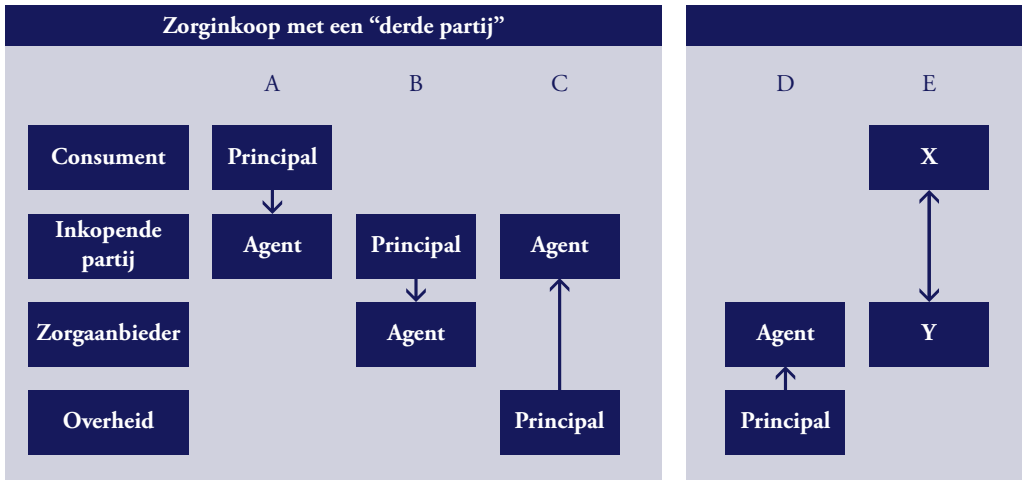 Zorginkoop met een “derde partij”
A B C D E
Consument Principal X
Inkopende
partij
Agent Principal Agent
Zorgaanbieder Agent Agent Y
Overheid Principal Principal